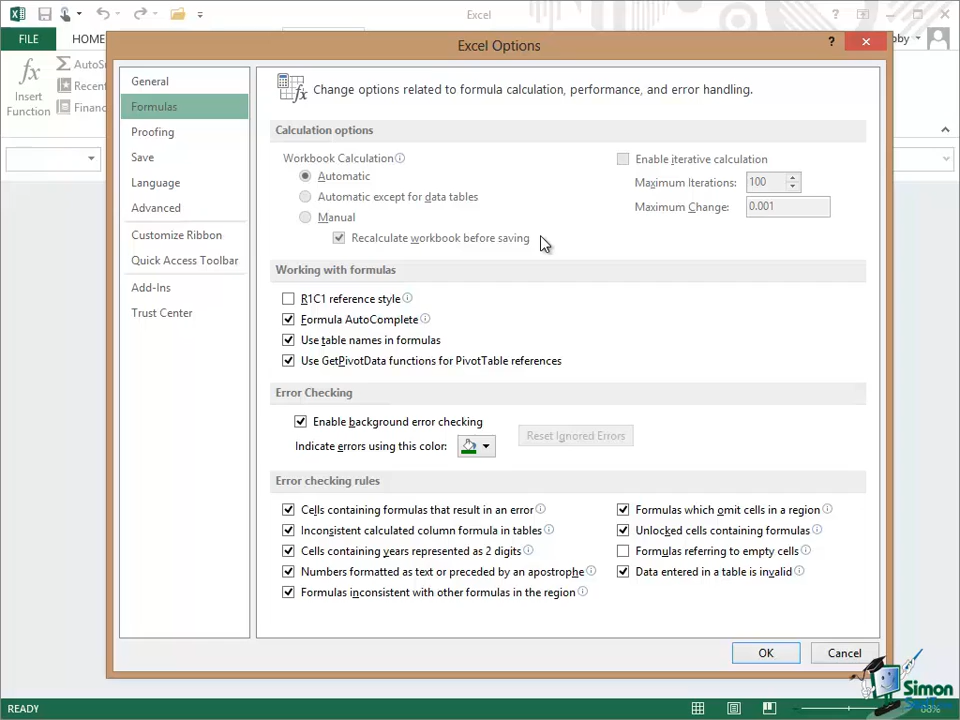 Excel
FILE
HOME
by
Excel Options
?
AutoS
Recent
Financ
Insert
Function
General
Formulas
Proofing
Save
Language
Advanced
Customize Ribbon
Quick Access Toolbar
Add-Ins
Trust Center
Change options related to formula calculation, performance, and error handling.
Calculation options
Workbook Calculation
Automatic
Automatic except for data tables
Manual
Recalculate workbook before saving
Enable iterative calculation
Maximum Iterations: 100
Maximum Change: 0.001
Working with formulas
R1C1 reference style
Formula AutoComplete
Use table names in formulas
Use GetPivotData functions for PivotTable references
Error Checking
Enable background error checking
Indicate errors using this color:
Reset Ignored Errors
Error checking rules
Cells containing formulas that result in an error
Inconsistent calculated column formula in tables
Cells containing years represented as 2 digits
Numbers formatted as text or preceded by an apostrophe
Formulas inconsistent with other formulas in the region
Formulas which omit cells in a region
Unlocked cells containing formulas
Formulas referring to empty cells
Data entered in a table is invalid
OK
Cancel
Simon
READY